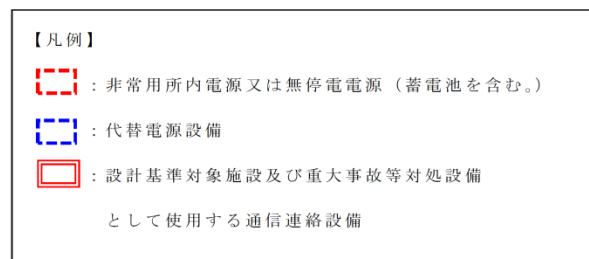 【凡例】
：非常用所内電源又は無停電電源（蓄電池を含む。）
：代替電源設備
：設計基準対象施設及び重大事故等対処設備
として使用する通信連絡設備